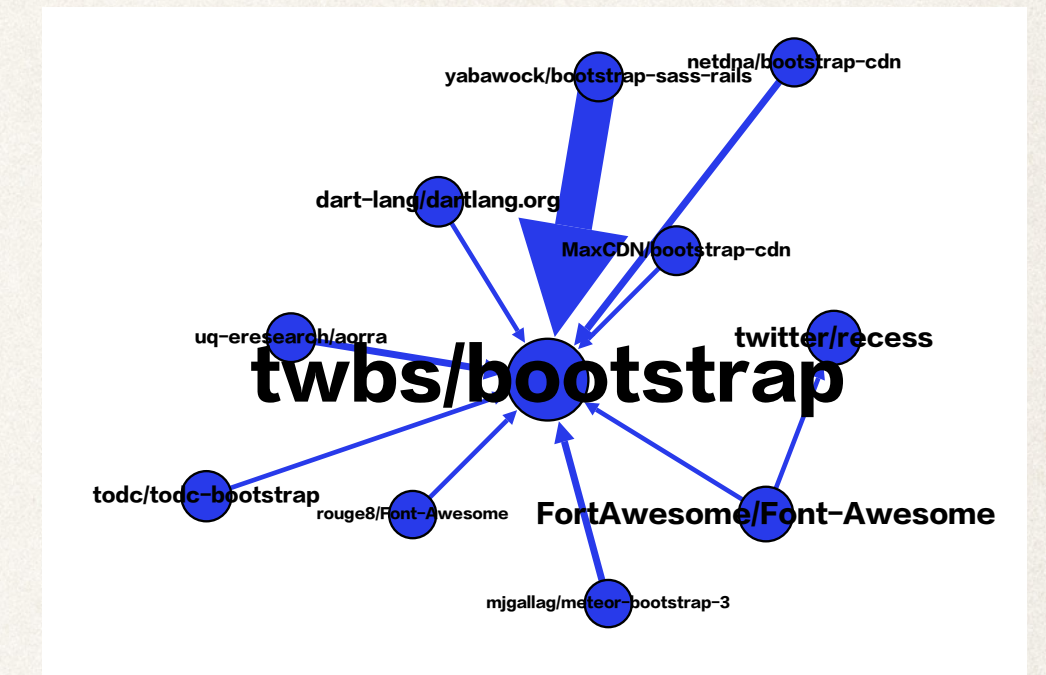 netdna/bootstrap-cdn
yabawock/bootstrap-sass-rails
dart-lang/dartlang.org
MaxCDN/bootstrap-cdn
uq-eresearch/aorra
twitter/recess
twbs/bootstrap
todc/todc-bootstrap
rouge8/Font-Awesome
FortAwesome/Font-Awesome
mjgallag/meteor-bootstrap-3